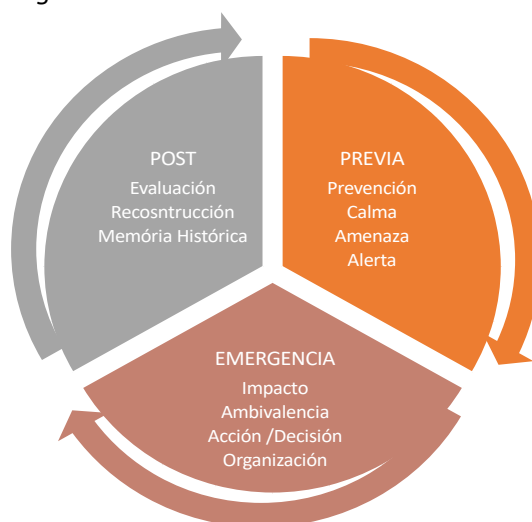 POST
Evaluación
Recosntrucción
Memória Histórica
PREVIA
Prevención
Calma
Amenaza
Alerta
EMERGENCIA
Impacto
Ambivalencia
Acción /Decisión
Organización